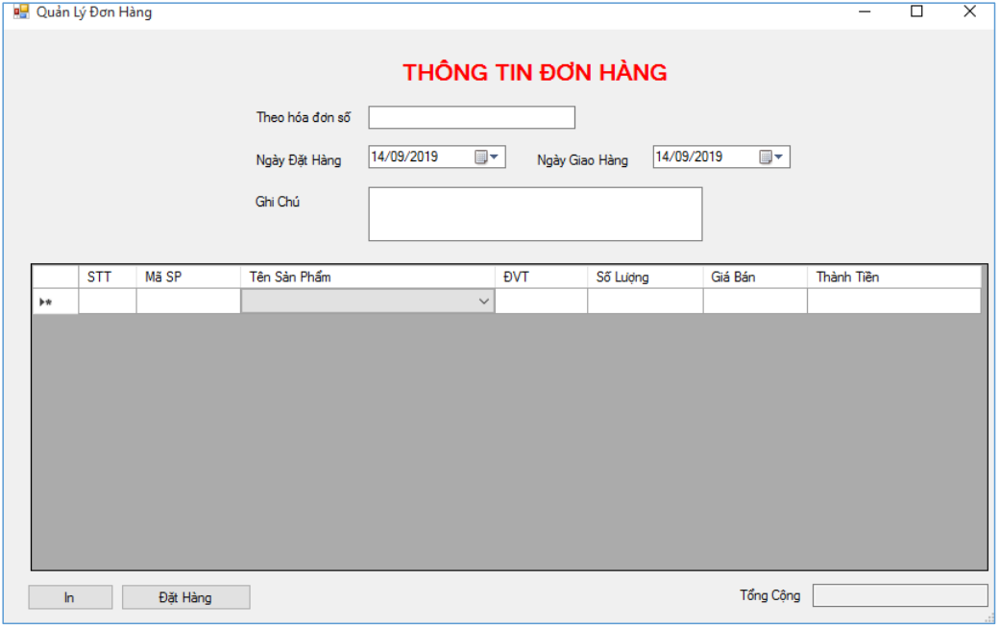 Quản Lý Đơn Hàng
THÔNG TIN ĐƠN HÀNG
Theo hóa đơn số
Ngày Đặt Hàng 14/09/2019 Ngày Giao Hàng 14/09/2019
Ghi Chú
STT Mã SP Tên Sản Phẩm ĐVT Số Lượng Giá Bán Thành Tiền
In Đặt Hàng Tổng Cộng